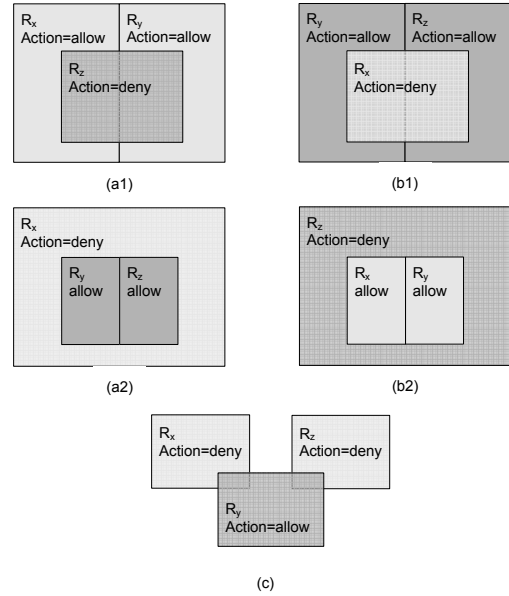 Rx
Action=allow
Ry
Action=allow
Rz
Action=deny
(a1)
Ry
Action=allow
Rz
Action=allow
Rx
Action=deny
(b1)
Rx
Action=deny
Ry
allow
Rz
allow
(a2)
Rz
Action=deny
Rx
allow
Ry
allow
(b2)
Rx
Action=deny
Rz
Action=deny
Ry
Action=allow
(c)